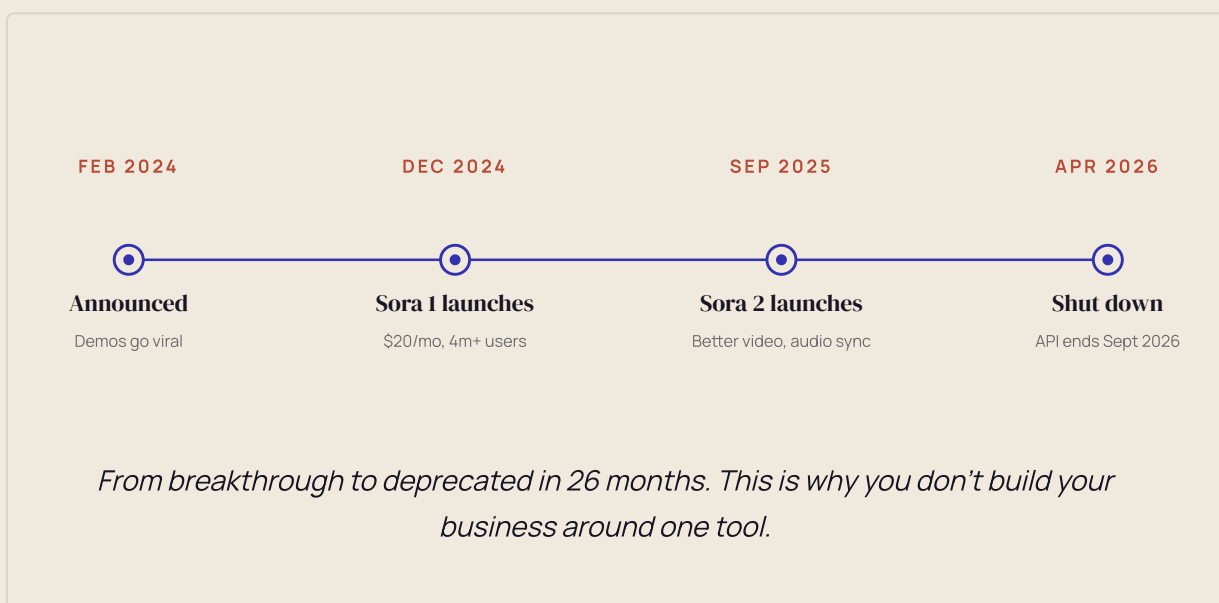 FEB 2024
DEC 2024
SEP 2025
APR 2026
Announced
Sora 1 launches
Sora 2 launches
Shut down
Demos go viral
$20/mo, 4m+ users
Better video, audio sync
API ends Sept 2026
From breakthrough to deprecated in 26 months. This is why you don’t build your
business around one tool.